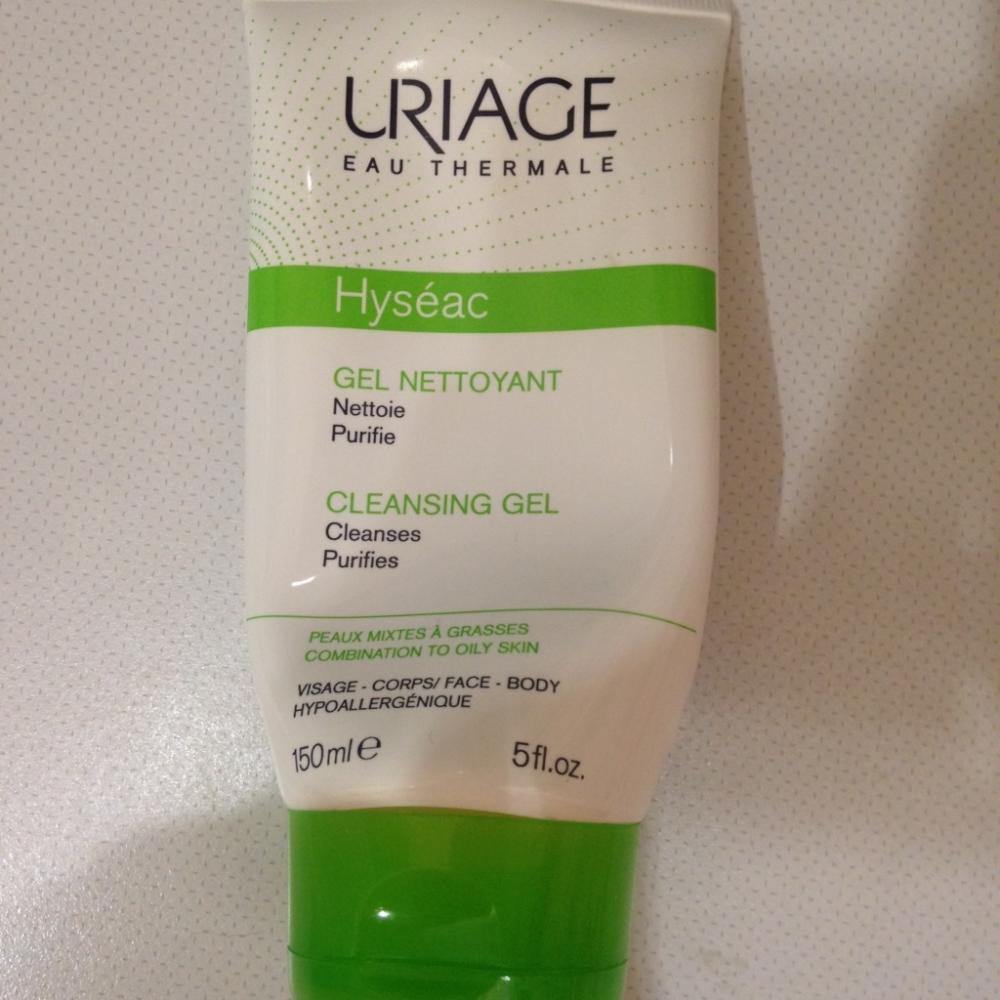 URIAGE
EAU THERMALE
Hyséac
GEL NETTOYANT
Nettoie
Purifie
CLEANSING GEL
Cleanses
Purifies
PEAUX MIXTES À GRASSES
COMBINATION TO OILY SKIN
VISAGE - CORPS/ FACE - BODY
HYPOALLERGÉNIQUE
150ml e 5fl.oz.